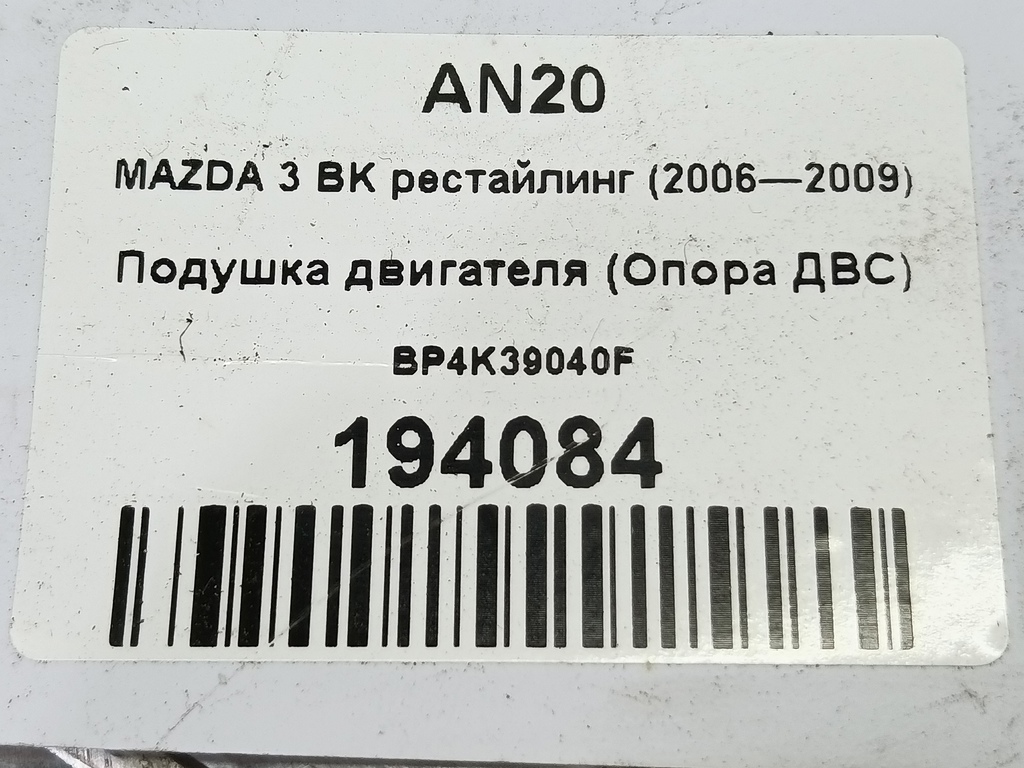 AN20
MAZDA 3 BK рестайлинг (2006—2009)
Подушка двигателя (Опора ДВС)
BP4K39040F
194084